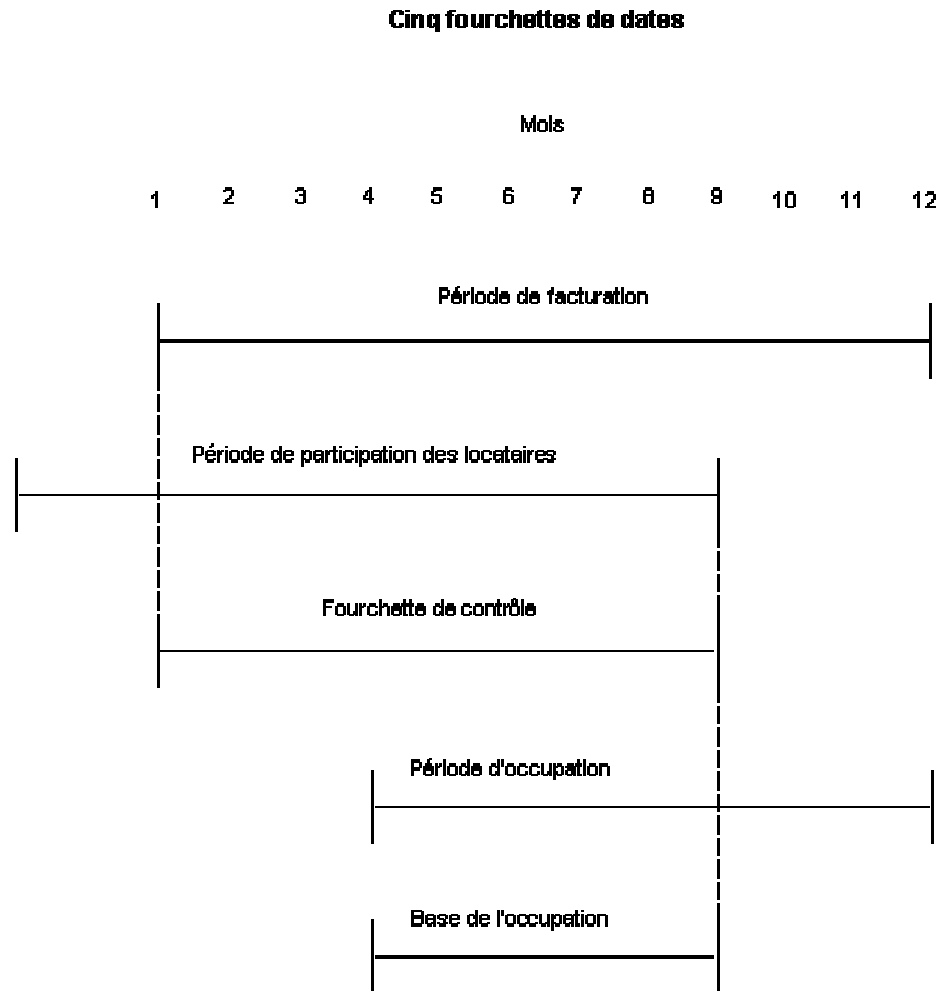 Cinq fourchettes de dates
Mois
1 2 3 4 5 6 7 8 9 10 11 12
Période de facturation
Période de participation des locataires
Fourchette de contrôle
Période d'occupation
Base de l'occupation